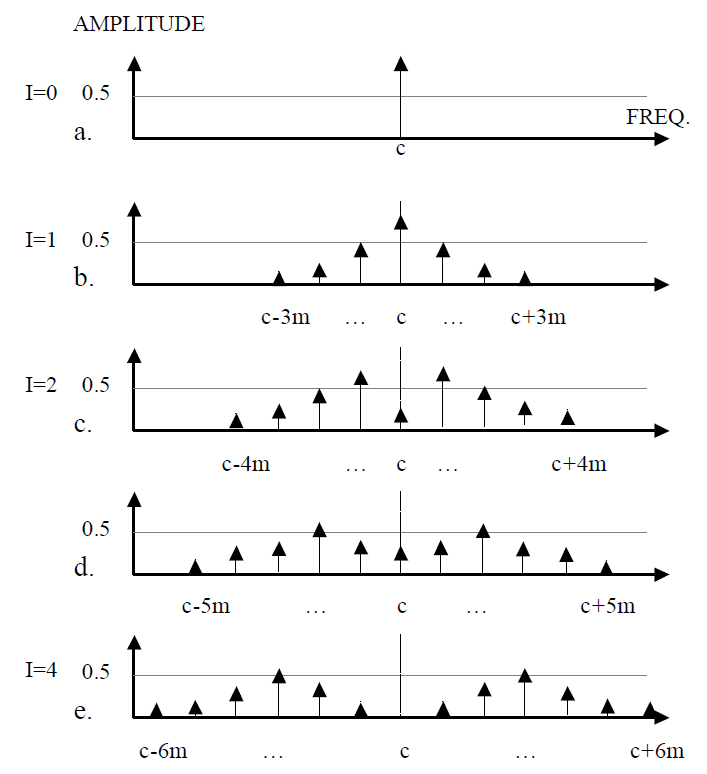 AMPLITUDE
I=0 0.5
FREQ.
a.
c
I=1 0.5
b.
c-3m ... c ... c+3m
I=2 0.5
c.
c-4m ... c ... c+4m
0.5
d.
c-5m ... c ... c+5m
I=4 0.5
e.
c-6m ... c ... c+6m